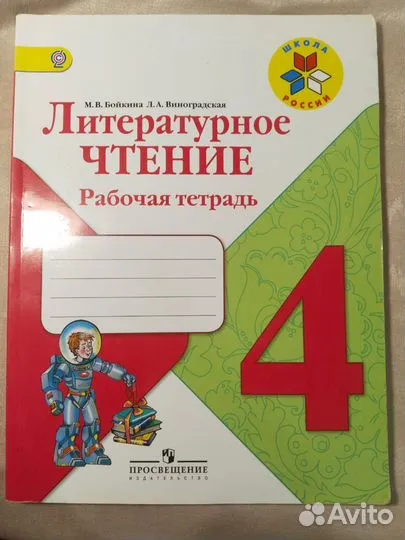 ШКОЛА
РОССИИ
М.В. Бойкина Л.А. Виноградская
Литературное
ЧТЕНИЕ
Рабочая тетрадь
4
ПРОСВЕЩЕНИЕ
ИЗДАТЕЛЬСТВО
Avito